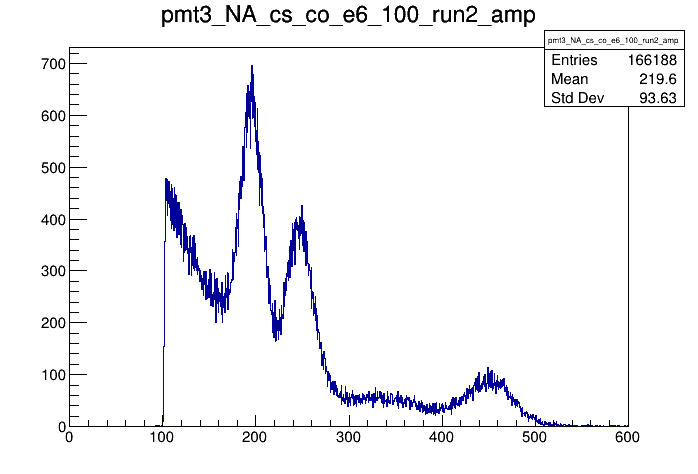 pmt3_NA_cs_co_e6_100_run2_amp
pmt3_NA_cs_co_e6_100_run2_amp
Entries 166188
Mean 219.6
Std Dev 93.63
700
600
500
400
300
200
100
0
0 100 200 300 400 500 600